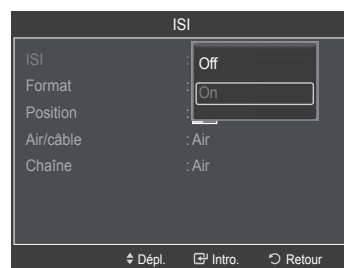 ISI
ISI :
Off
Format :
On
Position :
Air/câble : Air
Chaîne : Air
Dépl. Intro. Retour